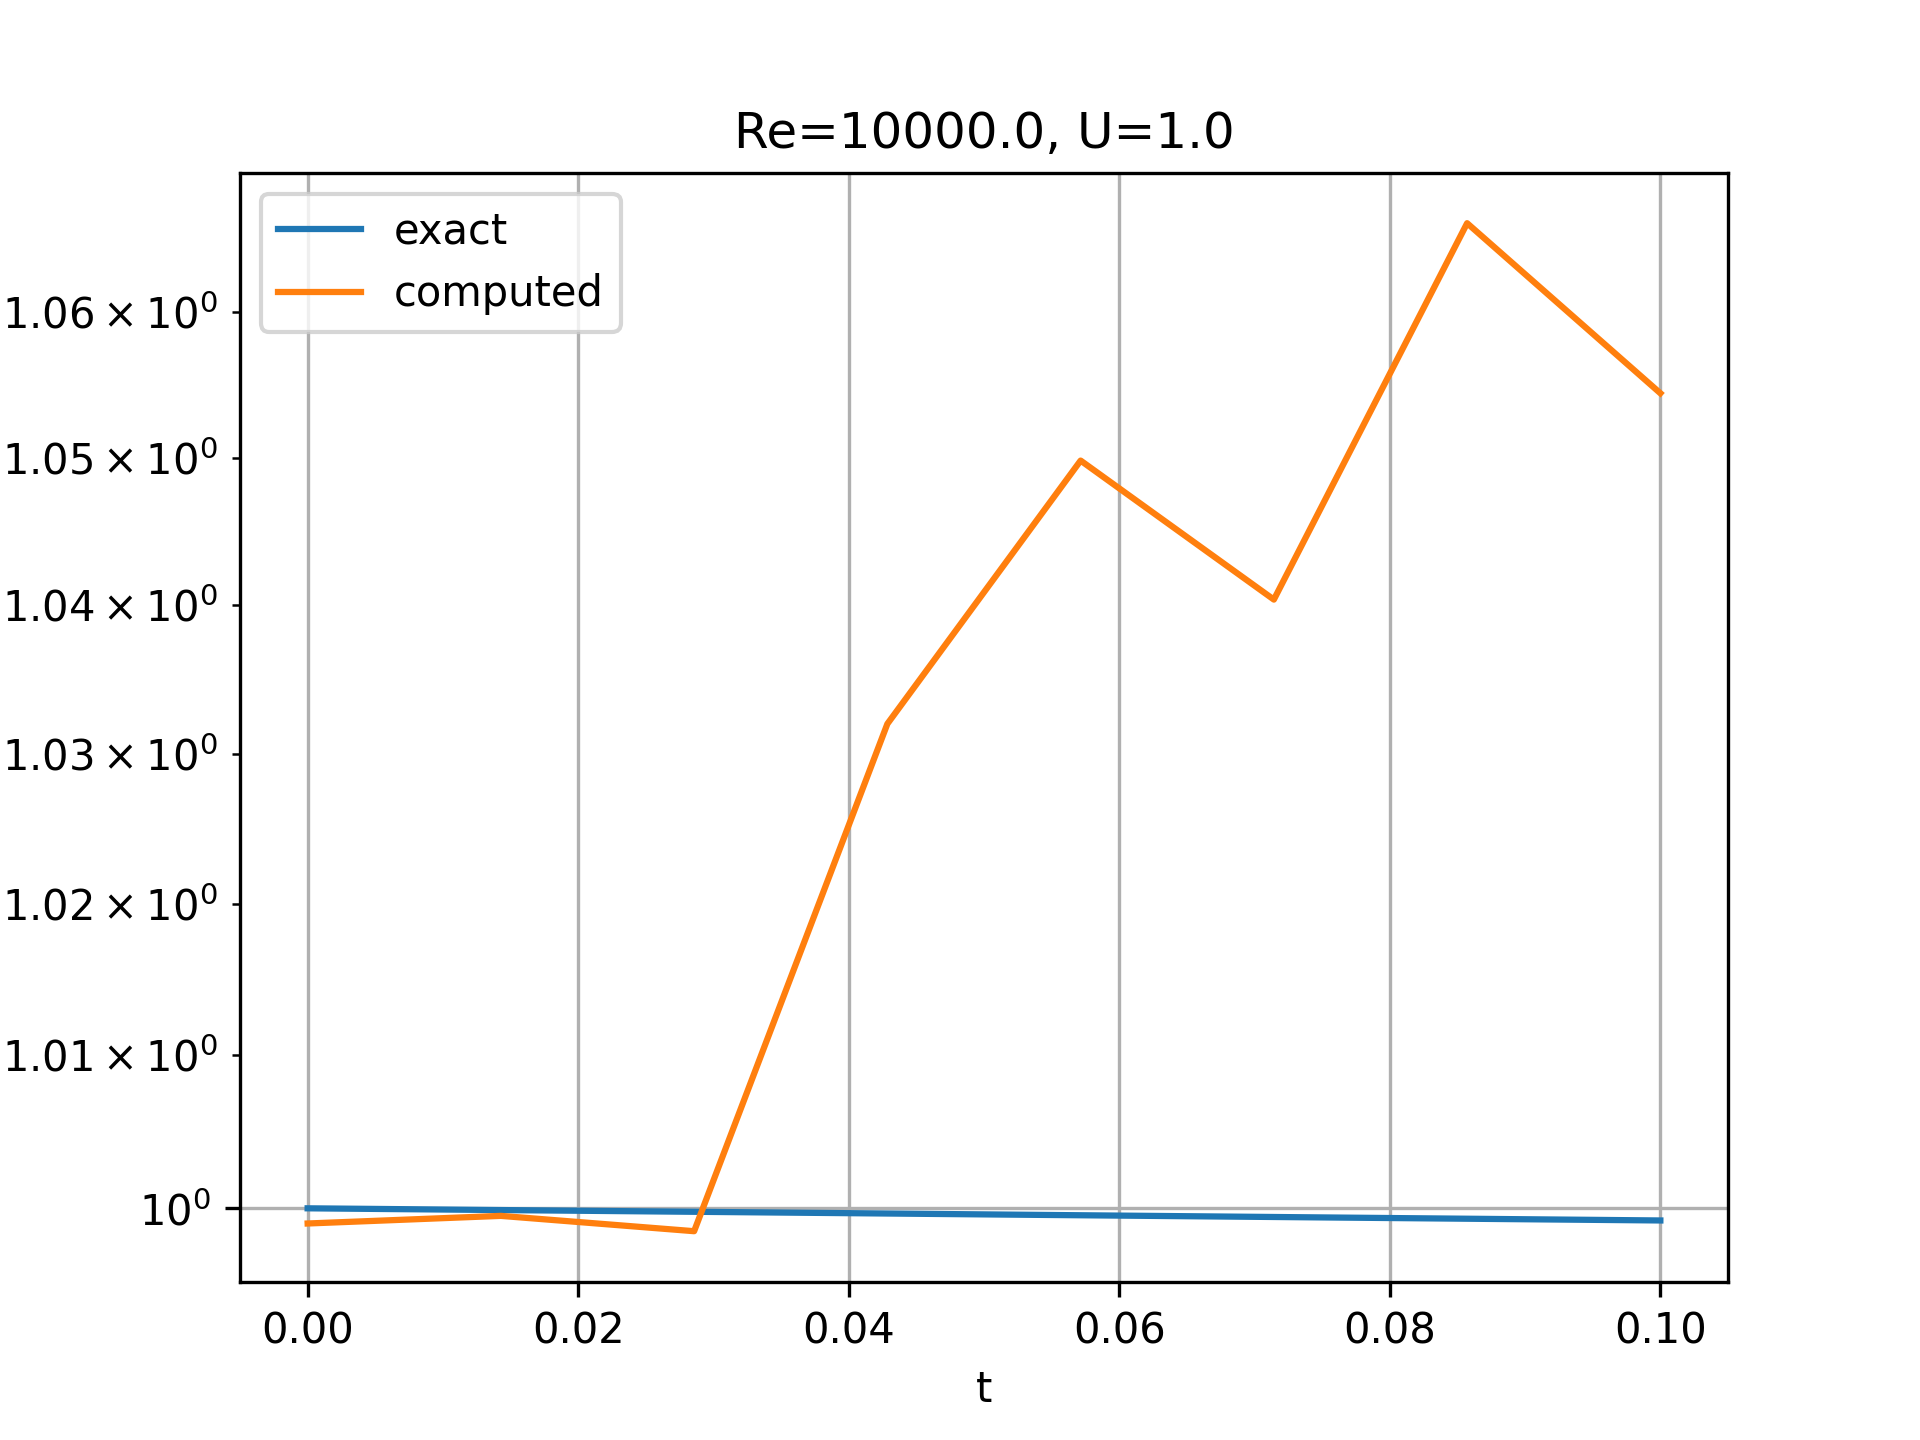 Re=10000.0, U=1.0
exact
computed
1.06 × 10⁰
1.05 × 10⁰
1.04 × 10⁰
1.03 × 10⁰
1.02 × 10⁰
1.01 × 10⁰
10⁰
0.00 0.02 0.04 0.06 0.08 0.10
t